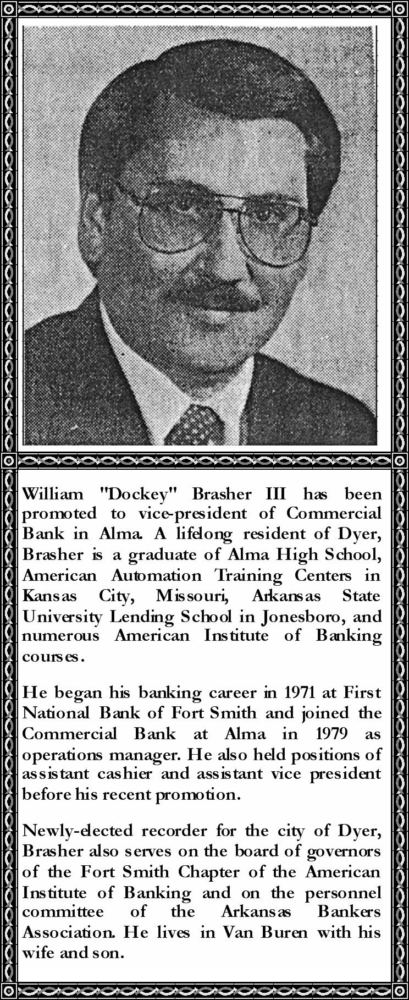 William "Dockey" Brasher III has been
promoted to vice-president of Commercial
Bank in Alma. A lifelong resident of Dyer,
Brasher is a graduate of Alma High School,
American Automation Training Centers in
Kansas City, Missouri, Arkansas State
University Lending School in Jonesboro, and
numerous American Institute of Banking
courses.
He began his banking career in 1971 at First
National Bank of Fort Smith and joined the
Commercial Bank at Alma in 1979 as
operations manager. He also held positions of
assistant cashier and assistant vice president
before his recent promotion.
Newly-elected recorder for the city of Dyer,
Brasher also serves on the board of governors
of the Fort Smith Chapter of the American
Institute of Banking and on the personnel
committee of the Arkansas Bankers
Association. He lives in Van Buren with his
wife and son.